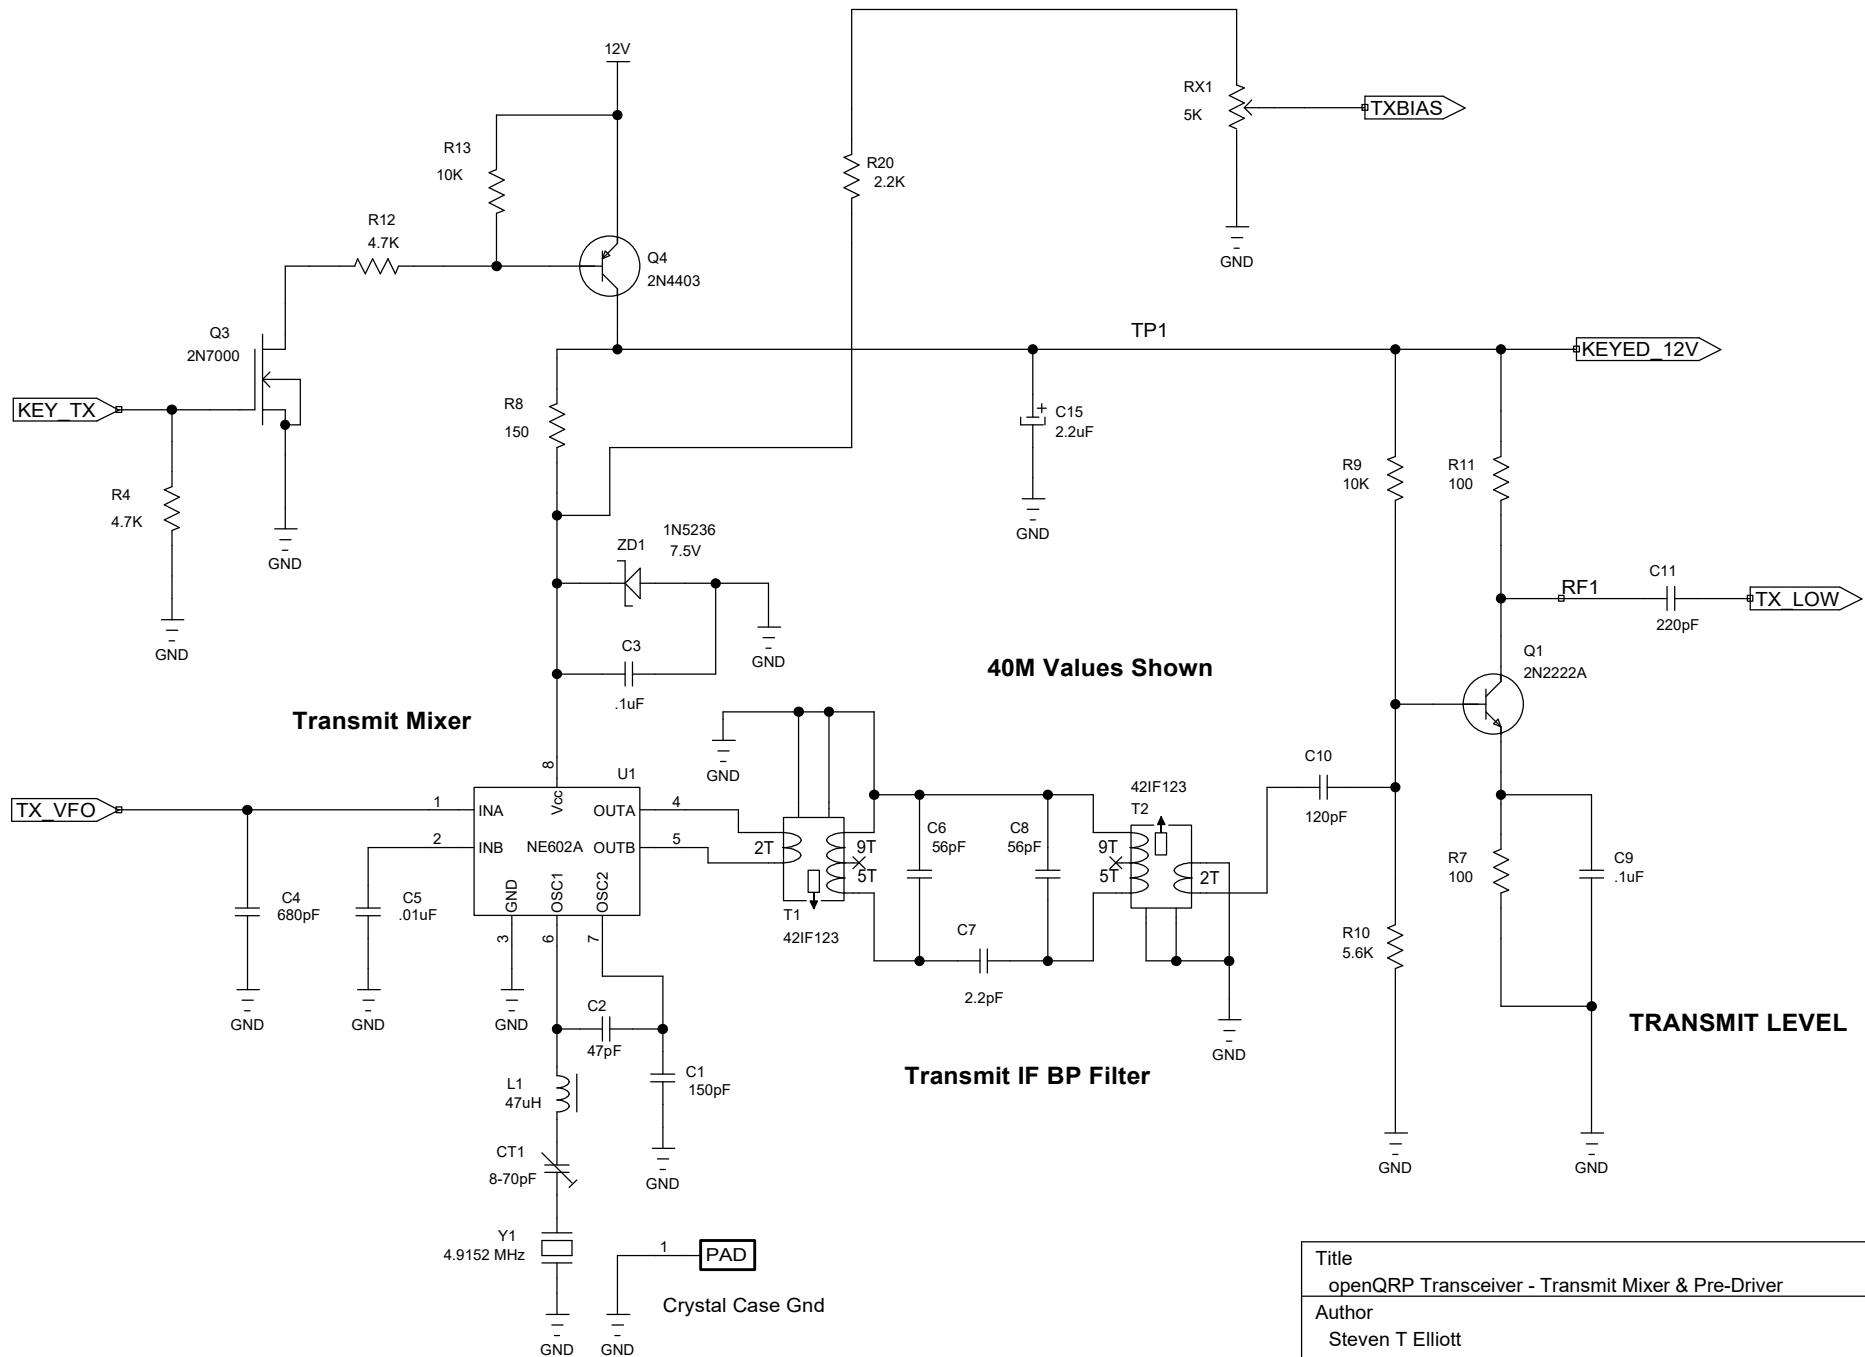 12V
RX1
5K
TXBIAS
R13
10K
R20
2.2K
R12
4.7K
Q4
2N4403
GND
Q3
2N7000
TP1
KEYED_12V
KEY_TX
R8
150
+
C15
2.2uF
R4
4.7K
R9
10K
R11
100
GND
GND
ZD1
1N5236
7.5V
RF1
C11
220pF
TX_LOW
GND
C3
.1uF
GND
40M Values Shown
Q1
2N2222A
Transmit Mixer
GND
8
U1
C10
120pF
42IF123
T2
TX_VFO
1
INA
Vcc
OUTA
4
2
INB
NE602A
OUTB
5
2T
9T
5T
C6
56pF
C8
56pF
9T
5T
2T
R7
100
C9
.1uF
C4
680pF
C5
.01uF
GND
OSC1
OSC2
3
6
7
T1
42IF123
C7
2.2pF
R10
5.6K
GND
GND
GND
C2
47pF
GND
TRANSMIT LEVEL
Transmit IF BP Filter
L1
47uH
C1
150pF
CT1
8-70pF
GND
GND
GND
Y1
4.9152 MHz
1
PAD
Crystal Case Gnd
GND
GND
Title
openQRP Transceiver - Transmit Mixer & Pre-Driver
Author
Steven T Elliott